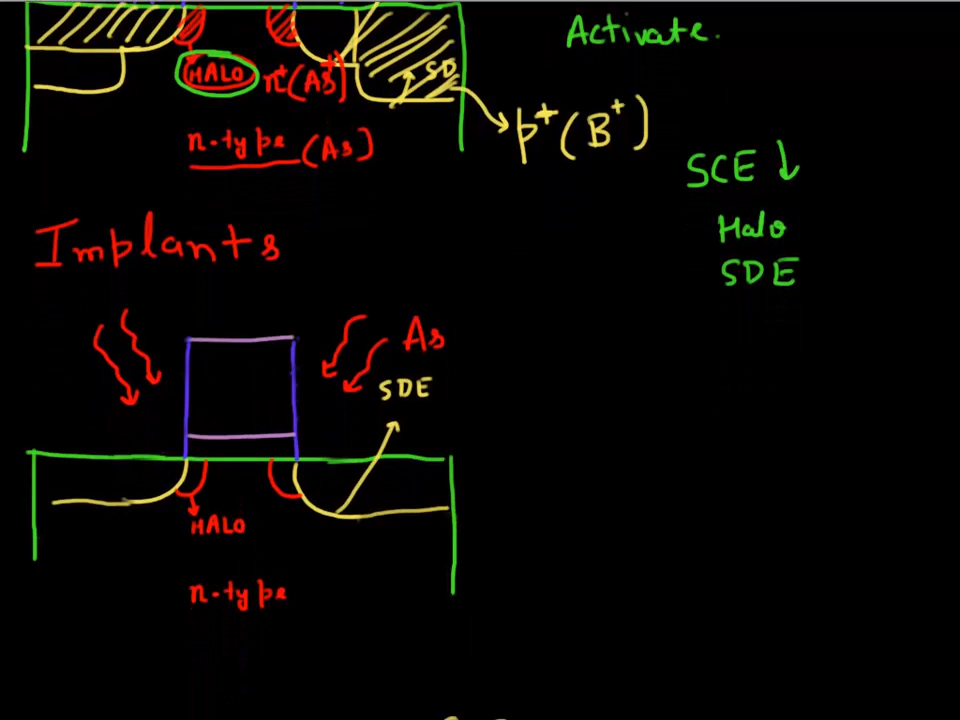 Activate.
HALO n+(As+) SD
p+(B+)
n-type (As)
SCE ↓
Halo
SDE
Implants
As
SDE
HALO
n-type